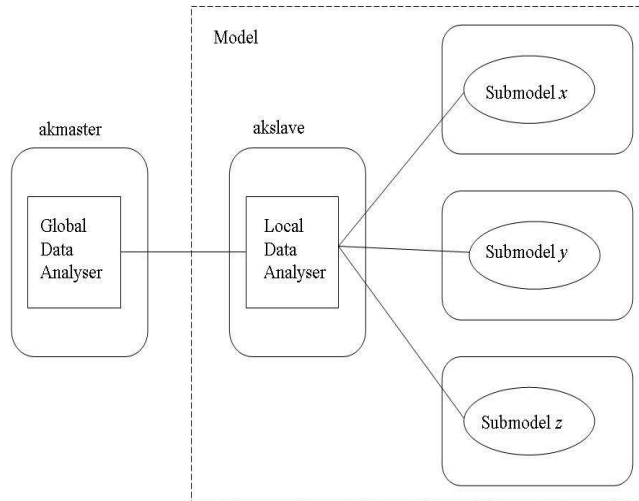 Model
akmaster
akslave
Global
Data
Analyser
Local
Data
Analyser
Submodel x
Submodel y
Submodel z